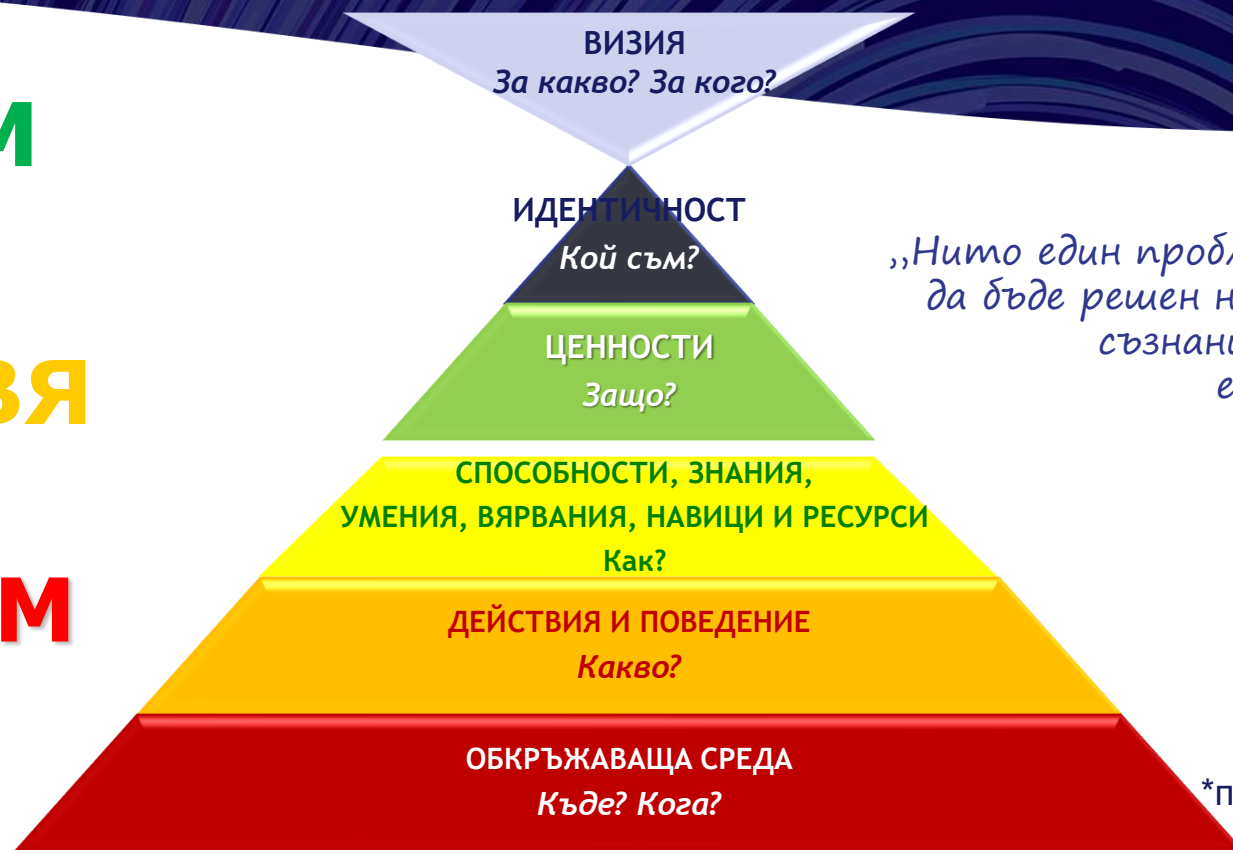 ВИЗИЯ
За какво? За кого?
М
ИДЕНТИЧНОСТ
Кой съм?
,,Нито един
да бъде решен
ЦЕННОСТИ
Защо?
ВЯ
СПОСОБНОСТИ, ЗНАНИЯ,
УМЕНИЯ, ВЯРВАНИЯ, НАВИЦИ И РЕСУРСИ
Как?
М
ДЕЙСТВИЯ И ПОВЕДЕНИЕ
Какво?
ОБКРЪЖАВАЩА СРЕДА
Къде? Кога?